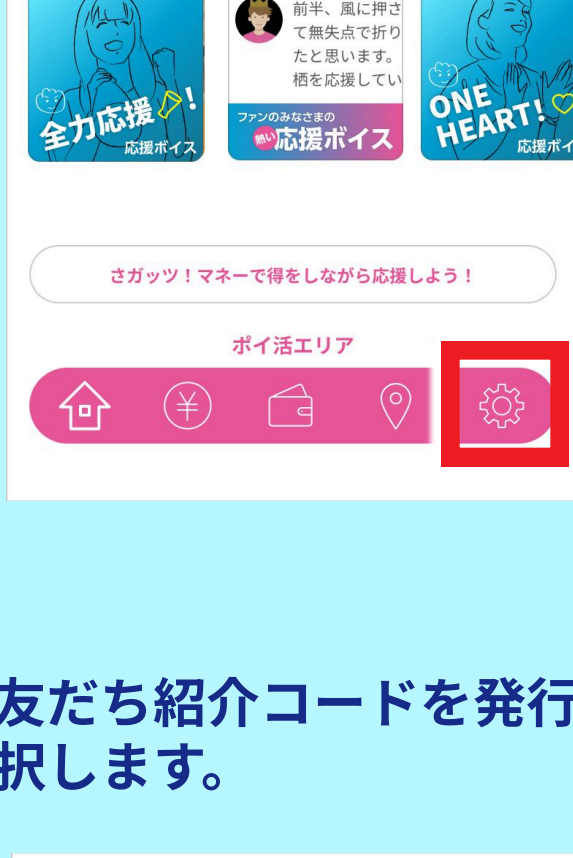 前半、風に押さ
て無失点で折り
たと思います。
栖を応援してい
全力応援!
応援ボイス
ファンのみなさまの
熱い応援ボイス
ONE
HEART!
応援ボイ
さガッツ!マネーで得をしながら応援しよう!
ポイ活エリア
友だち紹介コードを発行
択します。